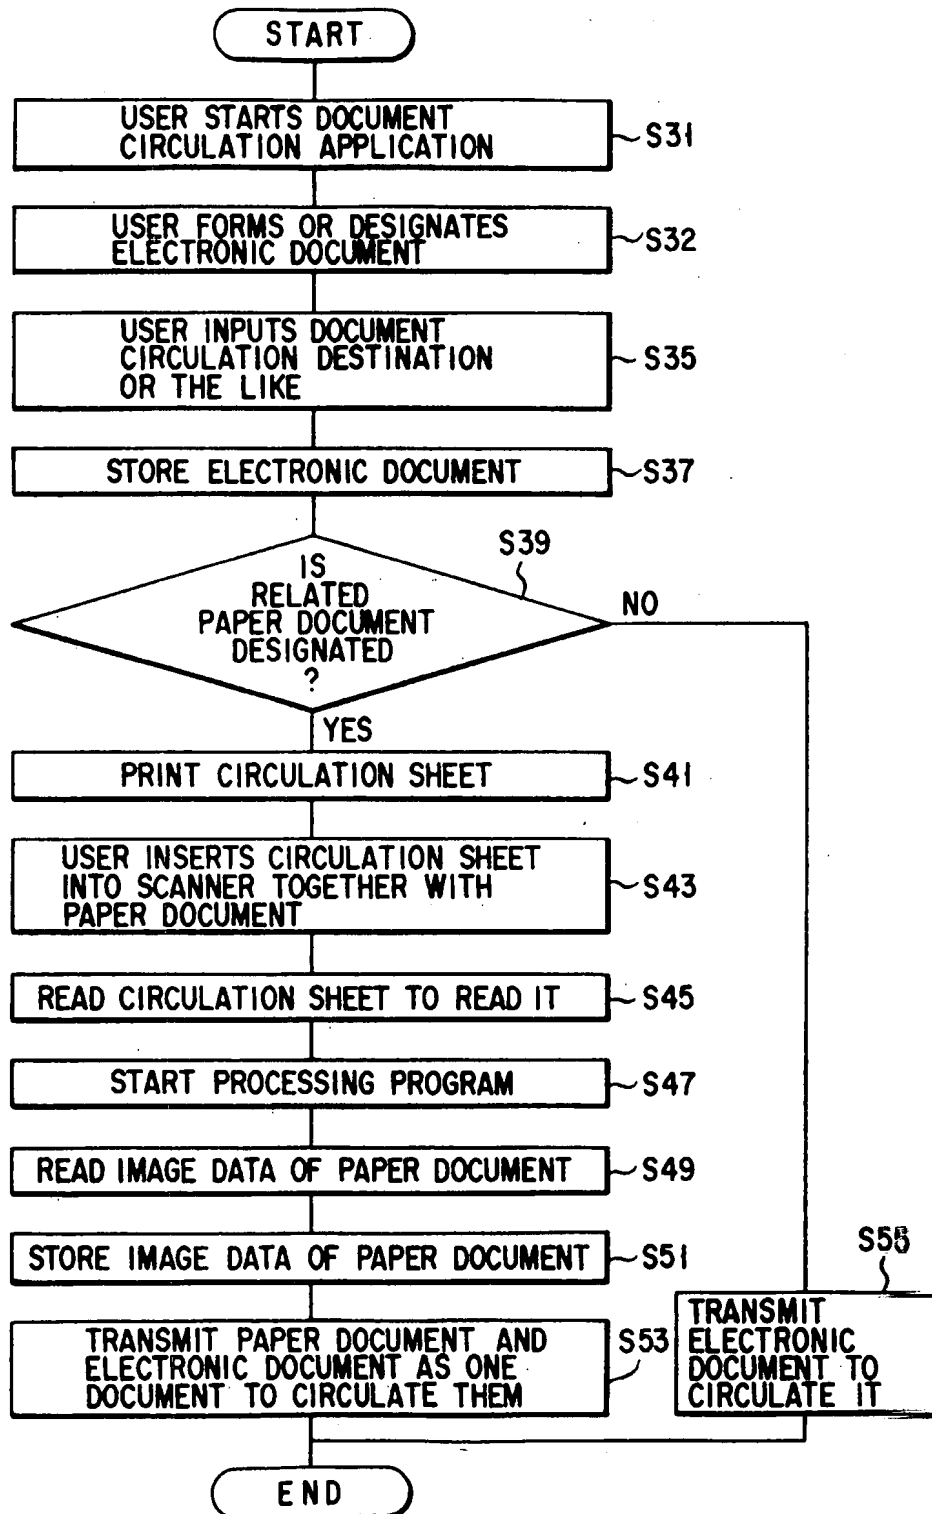 START
USER STARTS DOCUMENT
CIRCULATION APPLICATION
S31
USER FORMS OR DESIGNATES
ELECTRONIC DOCUMENT
S32
USER INPUTS DOCUMENT
CIRCULATION DESTINATION
OR THE LIKE
S35
STORE ELECTRONIC DOCUMENT
S37
S39
IS
RELATED
PAPER DOCUMENT
DESIGNATED
?
NO
YES
PRINT CIRCULATION SHEET
S41
USER INSERTS CIRCULATION SHEET
INTO SCANNER TOGETHER WITH
PAPER DOCUMENT
S43
READ CIRCULATION SHEET TO READ IT
S45
START PROCESSING PROGRAM
S47
READ IMAGE DATA OF PAPER DOCUMENT
S49
STORE IMAGE DATA OF PAPER DOCUMENT
S51
TRANSMIT PAPER DOCUMENT AND
ELECTRONIC DOCUMENT AS ONE
DOCUMENT TO CIRCULATE THEM
S53
S55
TRANSMIT
ELECTRONIC
DOCUMENT TO
CIRCULATE IT
END